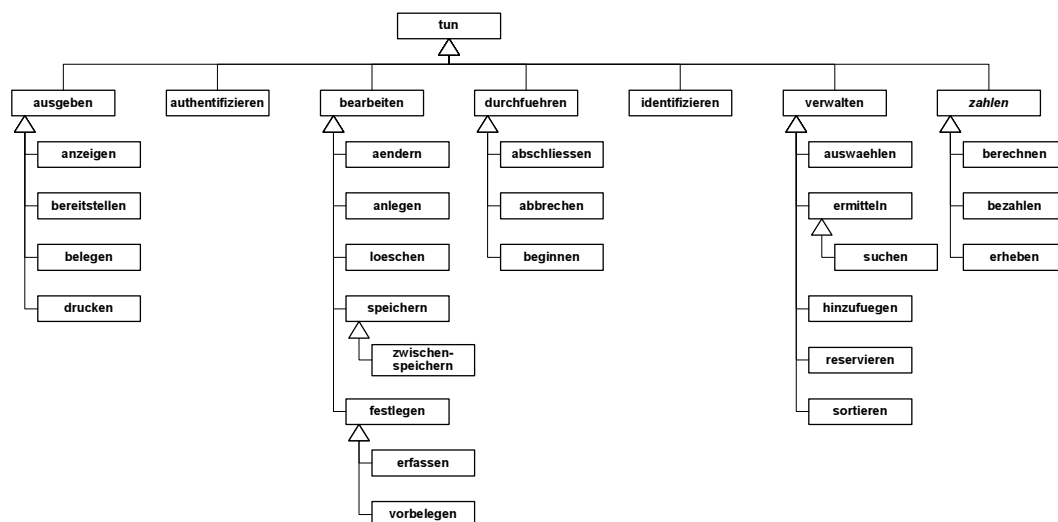 tun
ausgeben
authentifizieren
bearbeiten
durchfuehren
identifizieren
verwalten
zahlen
anzeigen
bereitstellen
belegen
drucken
aendern
anlegen
loeschen
speichern
zwischen-
speichern
festlegen
erfassen
vorbelegen
abschliessen
abbrechen
beginnen
auswaehlen
ermitteln
suchen
hinzufuegen
reservieren
sortieren
berechnen
bezahlen
erheben